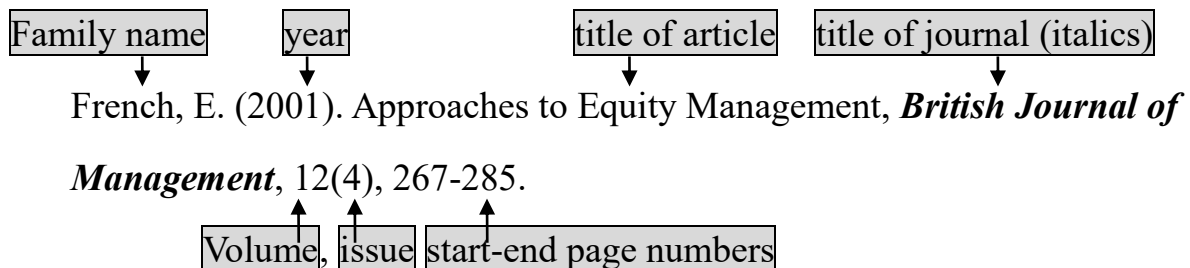 Family name year title of article title of journal (italics)
French, E. (2001). Approaches to Equity Management, British Journal of
Management, 12(4), 267-285.
Volume, issue start-end page numbers